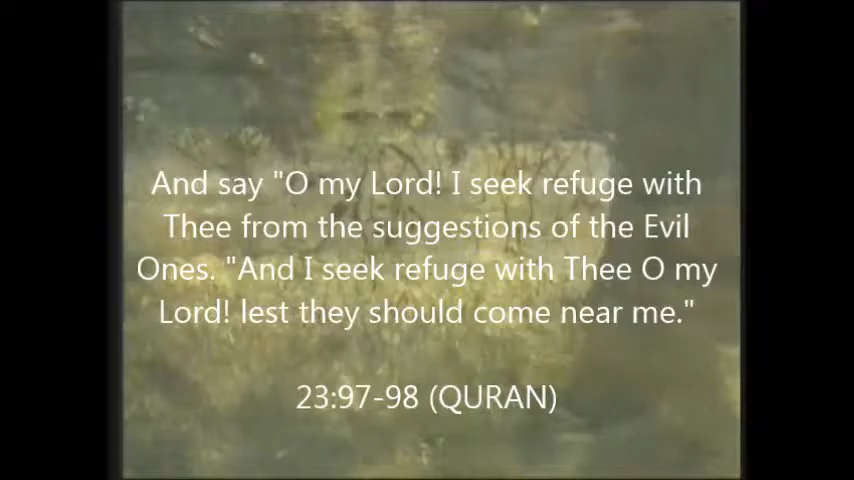 And say "O my Lord! I seek refuge with
Thee from the suggestions of the Evil
Ones. "And I seek refuge with Thee O my
Lord! lest they should come near me."
23:97-98 (QURAN)